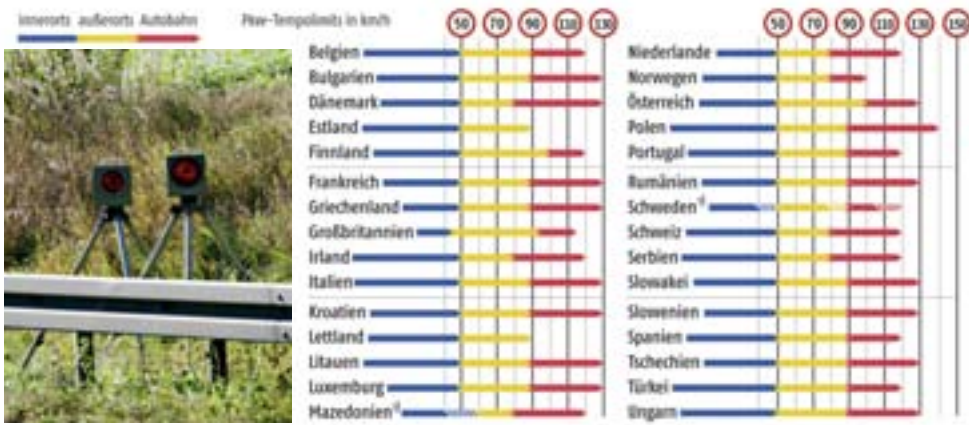 innerorts außerorts Autobahn
Pkw-Tempolimits in km/h
50 70 90 110 130
Belgien
Bulgarien
Dänemark
Estland
Finnland
Frankreich
Griechenland
Großbritannien
Irland
Italien
Kroatien
Lettland
Litauen
Luxemburg
Mazedonien¹⁾
50 70 90 110 130 150
Niederlande
Norwegen
Österreich
Polen
Portugal
Rumänien
Schweden¹⁾
Schweiz
Serbien
Slowakei
Slowenien
Spanien
Tschechien
Türkei
Ungarn